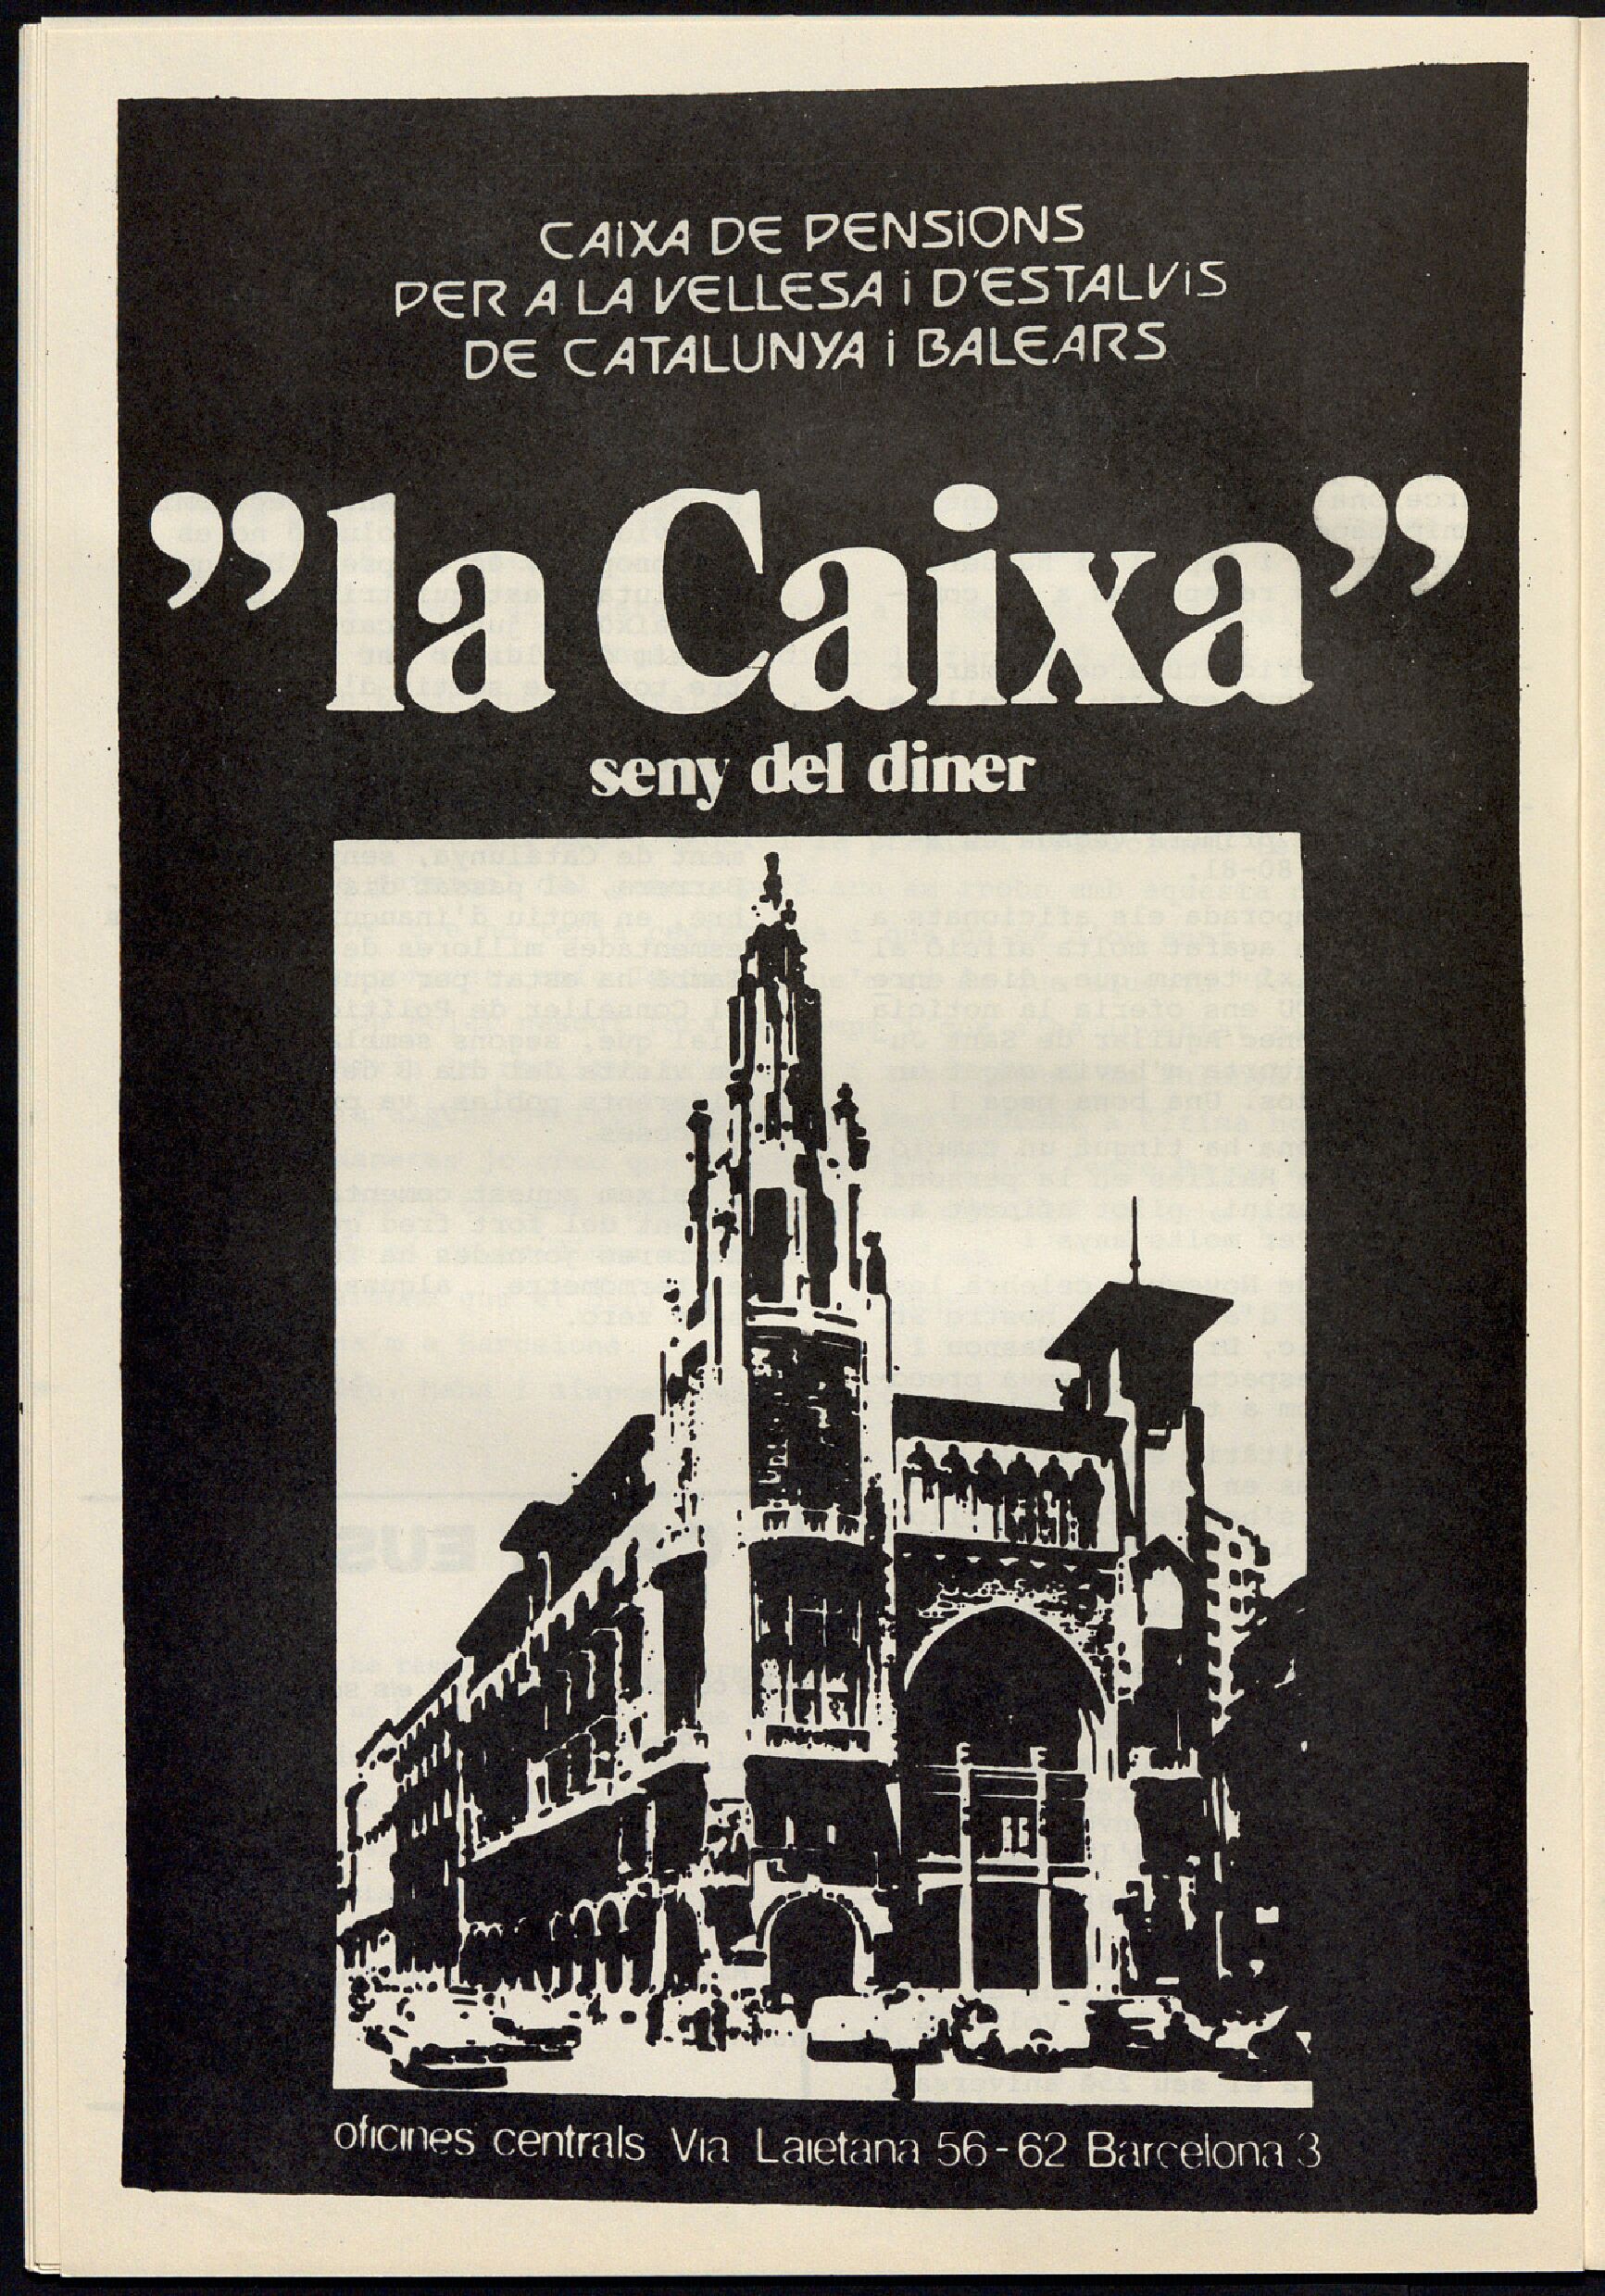 CAIXA DE PENSIONS
PER A LA VELLESA i D'ESTALVIS
DE CATALUNYA i BALEARS
”la Caixa”
seny del diner
oficines centrals Via Laietana 56-62 Barcelona 3